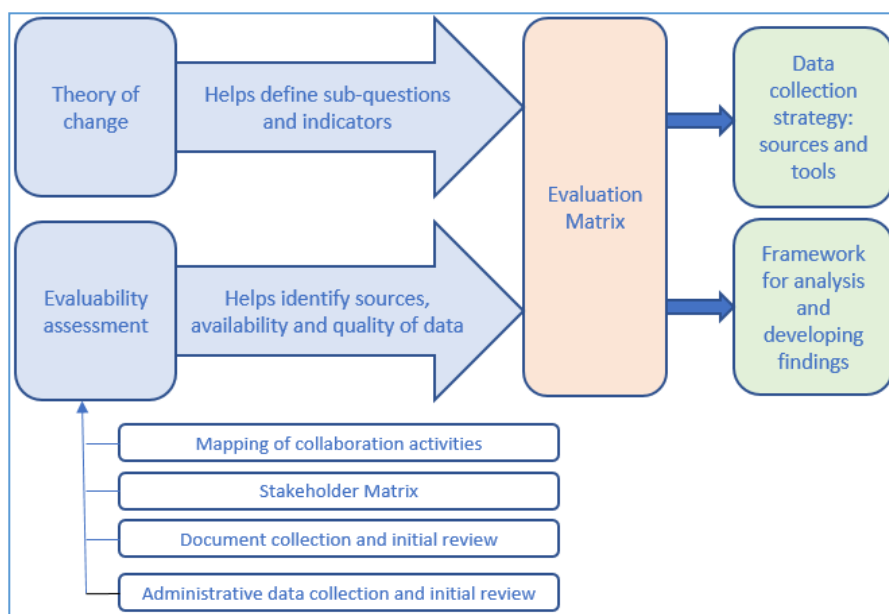 Theory of
change
Helps define sub-questions
and indicators
Evaluation
Matrix
Data
collection
strategy:
sources and
tools
Evaluability
assessment
Helps identify sources,
availability and quality of data
Framework
for analysis
and
developing
findings
Mapping of collaboration activities
Stakeholder Matrix
Document collection and initial review
Administrative data collection and initial review